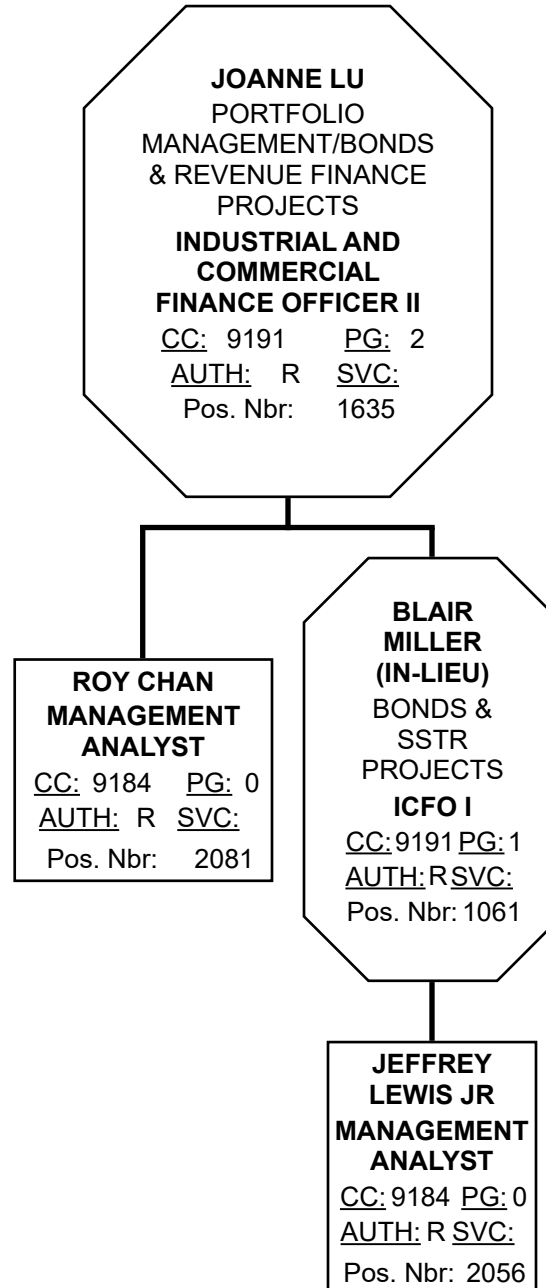 JOANNE LU
PORTFOLIO
MANAGEMENT/BONDS
& REVENUE FINANCE
PROJECTS
INDUSTRIAL AND
COMMERCIAL
FINANCE OFFICER II
CC: 9191 PG: 2
AUTH: R SVC:
Pos. Nbr: 1635
ROY CHAN
MANAGEMENT
ANALYST
CC: 9184 PG: 0
AUTH: R SVC:
Pos. Nbr: 2081
BLAIR
MILLER
(IN-LIEU)
BONDS &
SSTR
PROJECTS
ICFO I
CC: 9191 PG: 1
AUTH: R SVC:
Pos. Nbr: 1061
JEFFREY
LEWIS JR
MANAGEMENT
ANALYST
CC: 9184 PG: 0
AUTH: R SVC:
Pos. Nbr: 2056